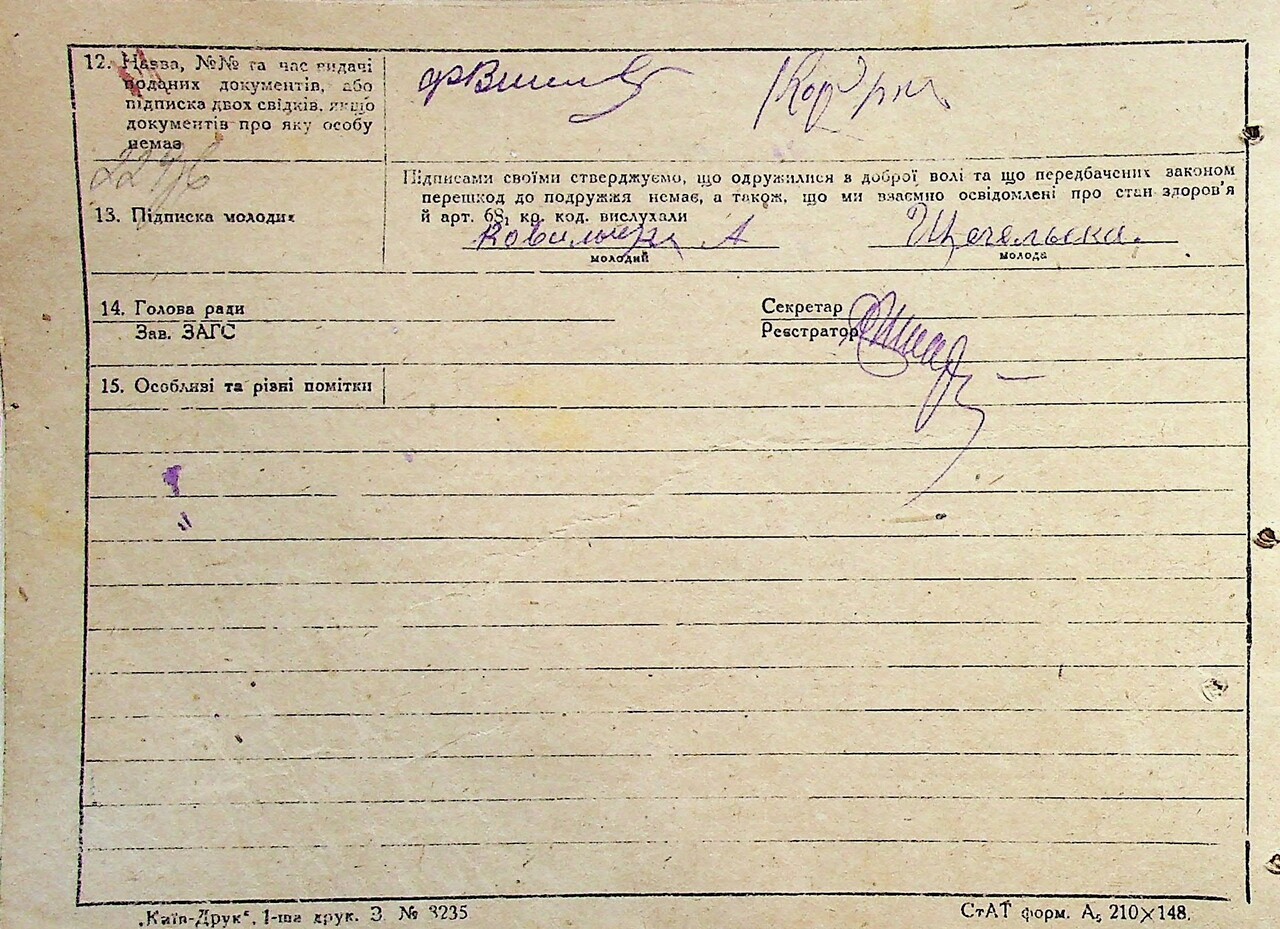 12. Назва, №№ та час видачі
поданих документів, або
підписка двох свідків, якщо
документів про яку особу
немає
13. Підписка молодих
Підписами своїми стверджуємо, що одружилися з доброї волі та що передбачених законом
перешкод до подружжя немає, а також, що ми взаємно освідомлені про стан здоров'я
й арт. 68, кр. код. вислухали
А
молодий
молода
14. Голова ради
Секретар
Зав. ЗАГС
Реєстратор
15. Особливі та різні помітки
„Київ-Друк“, 1-ша друк. З. № 3235
СтАТ форм. А5 210×148.